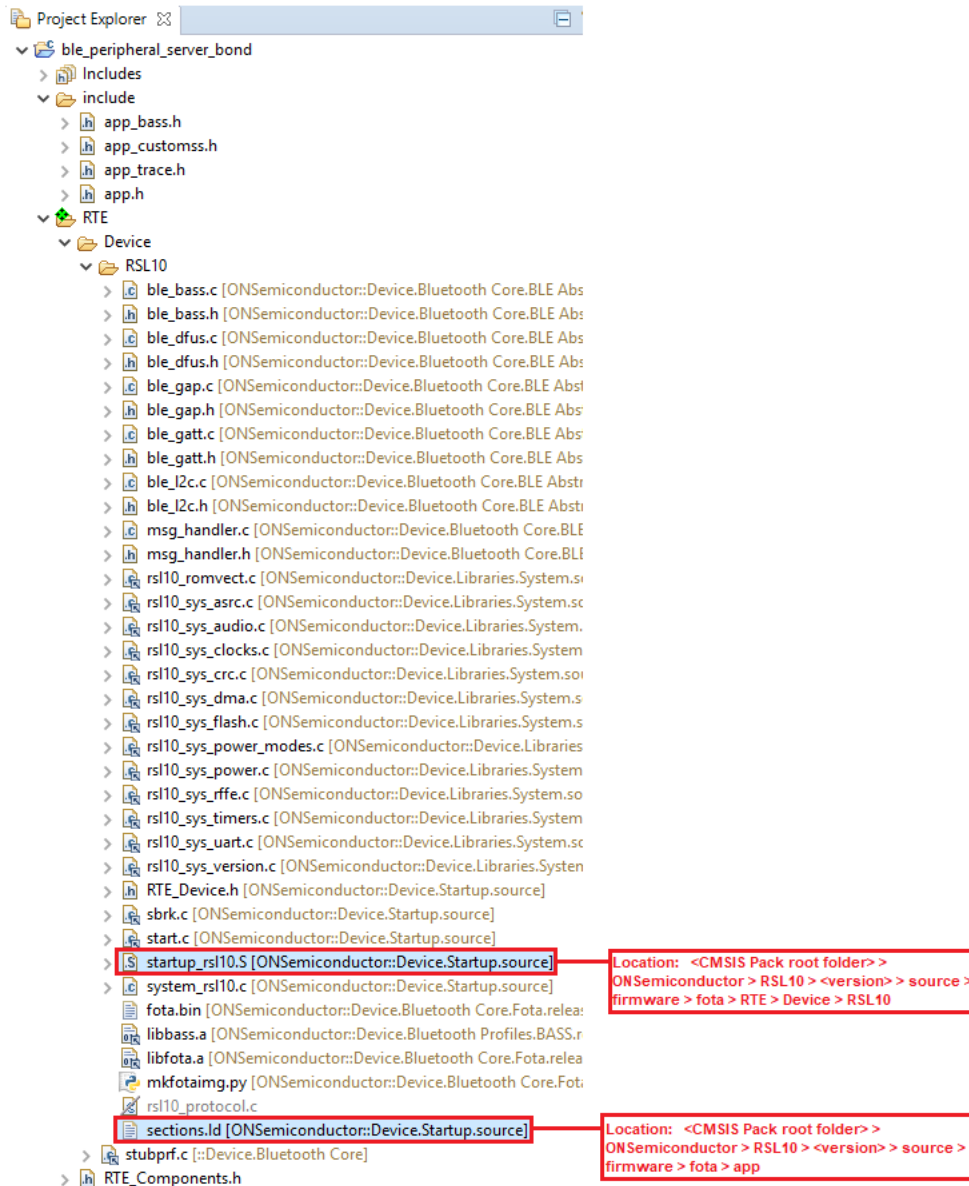 Project Explorer
ble_peripheral_server_bond
Includes
include
app_bass.h
app_customss.h
app_trace.h
app.h
RTE
Device
RSL10
ble_bass.c [ONSemiconductor::Device.Bluetooth Core.BLE Abs
ble_bass.h [ONSemiconductor::Device.Bluetooth Core.BLE Abs
ble_dfus.c [ONSemiconductor::Device.Bluetooth Core.BLE Abs
ble_dfus.h [ONSemiconductor::Device.Bluetooth Core.BLE Abs
ble_gap.c [ONSemiconductor::Device.Bluetooth Core.BLE Abst
ble_gap.h [ONSemiconductor::Device.Bluetooth Core.BLE Abs
ble_gatt.c [ONSemiconductor::Device.Bluetooth Core.BLE Abs
ble_gatt.h [ONSemiconductor::Device.Bluetooth Core.BLE Abs
ble_l2c.c [ONSemiconductor::Device.Bluetooth Core.BLE Abstr
ble_l2c.h [ONSemiconductor::Device.Bluetooth Core.BLE Abst
msg_handler.c [ONSemiconductor::Device.Bluetooth Core.BLE
msg_handler.h [ONSemiconductor::Device.Bluetooth Core.BL
rsl10_romvect.c [ONSemiconductor::Device.Libraries.System.s
rsl10_sys_asrc.c [ONSemiconductor::Device.Libraries.System.sc
rsl10_sys_audio.c [ONSemiconductor::Device.Libraries.System.
rsl10_sys_clocks.c [ONSemiconductor::Device.Libraries.System
rsl10_sys_crc.c [ONSemiconductor::Device.Libraries.System.sou
rsl10_sys_dma.c [ONSemiconductor::Device.Libraries.System.s
rsl10_sys_flash.c [ONSemiconductor::Device.Libraries.System.s
rsl10_sys_power_modes.c [ONSemiconductor::Device.Libraries
rsl10_sys_power.c [ONSemiconductor::Device.Libraries.System
rsl10_sys_rffe.c [ONSemiconductor::Device.Libraries.System.so
rsl10_sys_timers.c [ONSemiconductor::Device.Libraries.System
rsl10_sys_uart.c [ONSemiconductor::Device.Libraries.System.sc
rsl10_sys_version.c [ONSemiconductor::Device.Libraries.System
RTE_Device.h [ONSemiconductor::Device.Startup.source]
sbrk.c [ONSemiconductor::Device.Startup.source]
start.c [ONSemiconductor::Device.Startup.source]
startup_rsl10.S [ONSemiconductor::Device.Startup.source]
Location: <CMSIS Pack root folder> >
ONSemiconductor > RSL10 > <version> > source >
firmware > fota > RTE > Device > RSL10
system_rsl10.c [ONSemiconductor::Device.Startup.source]
fota.bin [ONSemiconductor::Device.Bluetooth Core.Fota.relea
libbass.a [ONSemiconductor::Device.Bluetooth Profiles.BASS.r
libfota.a [ONSemiconductor::Device.Bluetooth Core.Fota.relea
mkfotaimg.py [ONSemiconductor::Device.Bluetooth Core.Fot
rsl10_protocol.c
sections.ld [ONSemiconductor::Device.Startup.source]
Location: <CMSIS Pack root folder> >
ONSemiconductor > RSL10 > <version> > source >
firmware > fota > app
stubprf.c [::Device.Bluetooth Core]
RTE_Components.h